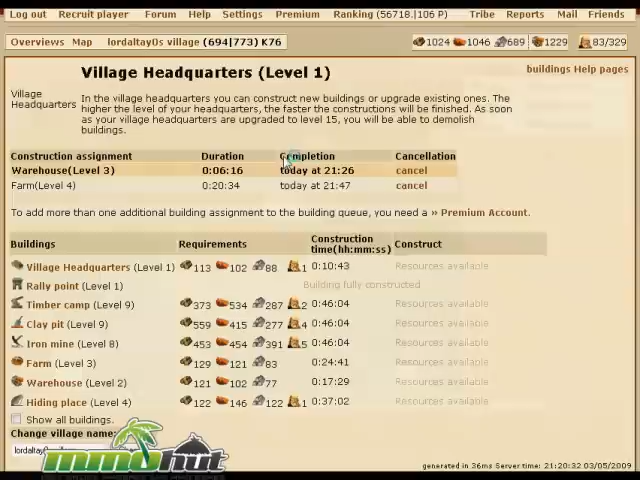 Log out Recruit player Forum Help Settings Premium Ranking (56718.|106 P) Tribe Reports Mail Friends
Overviews Map lordaltay0s village (694|773) K76 1024 1046 689 1229 83/329
Village Headquarters (Level 1) buildings Help pages
Village Headquarters
In the village headquarters you can construct new buildings or upgrade existing ones. The
higher the level of your headquarters, the faster the constructions will be finished. As soon
as your village headquarters are upgraded to level 15, you will be able to demolish
buildings.
Construction assignment Duration Completion Cancellation
Warehouse(Level 3) 0:06:16 today at 21:26 cancel
Farm(Level 4) 0:20:34 today at 21:47 cancel
To add more than one additional building assignment to the building queue, you need a » Premium Account.
Buildings Requirements Construction time(hh:mm:ss) Construct
Village Headquarters (Level 1) 113 102 88 1 0:10:43 Resources available
Rally point (Level 1) Building fully constructed
Timber camp (Level 9) 373 534 287 2 0:46:04 Resources available
Clay pit (Level 9) 559 415 277 4 0:46:04 Resources available
Iron mine (Level 8) 453 454 391 5 0:46:04 Resources available
Farm (Level 3) 129 121 83 0:24:41 Resources available
Warehouse (Level 2) 121 102 77 0:17:29 Resources available
Hiding place (Level 4) 122 146 122 1 0:37:02 Resources available
Show all buildings.
Change village name:
mmohut
generated in 36ms Server time: 21:20:32 03/05/2009